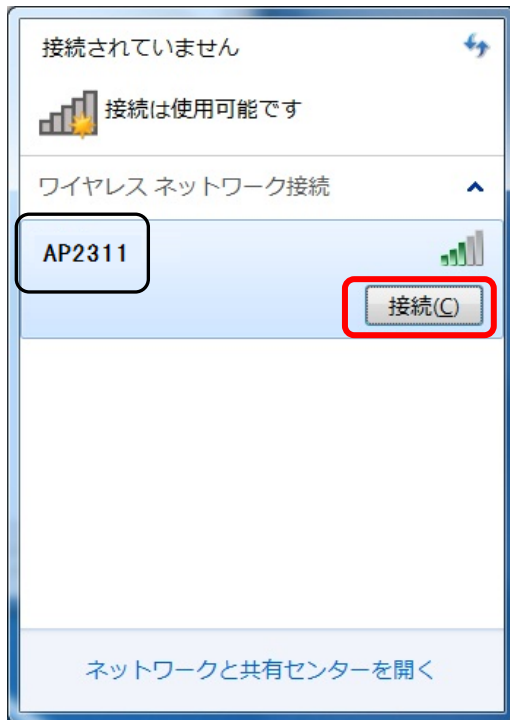 接続されていません
接続は使用可能です
ワイヤレス ネットワーク接続
AP2311
接続(C)
ネットワークと共有センターを開く